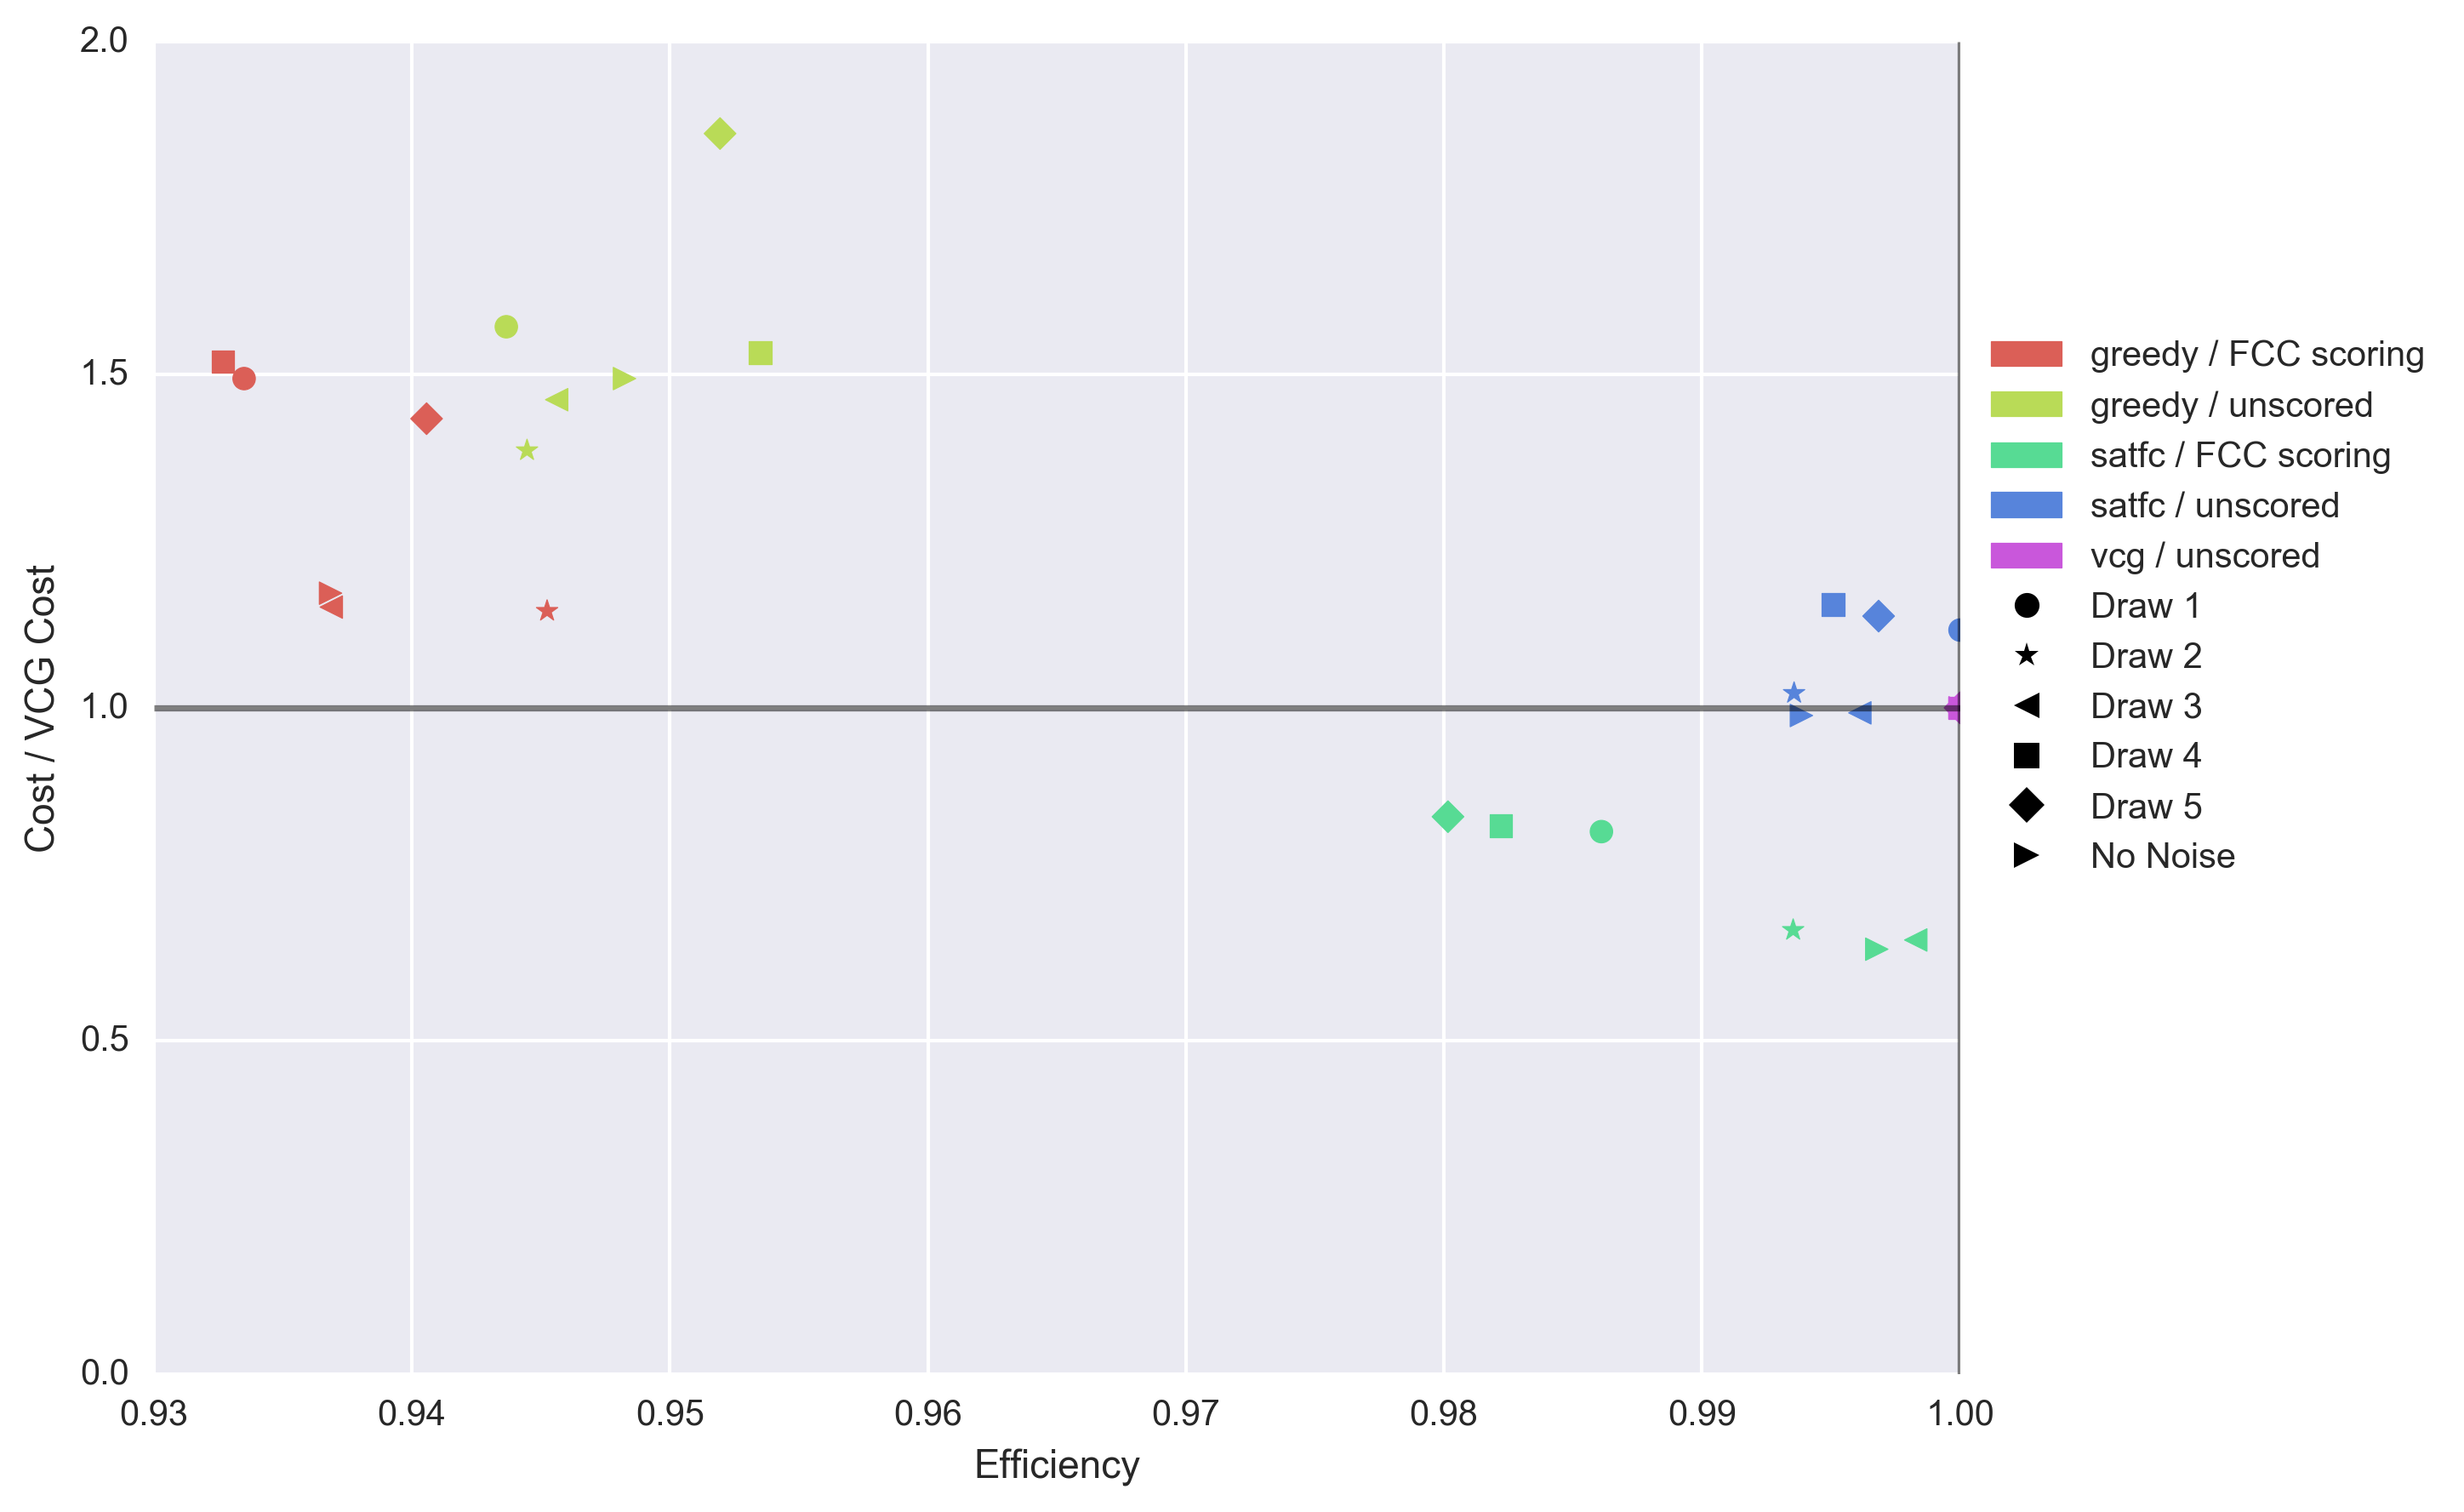 2.0
1.5
1.0
0.5
0.0
Cost / VCG Cost
0.93 0.94 0.95 0.96 0.97 0.98 0.99 1.00
Efficiency
greedy / FCC scoring
greedy / unscored
satfc / FCC scoring
satfc / unscored
vcg / unscored
Draw 1
Draw 2
Draw 3
Draw 4
Draw 5
No Noise